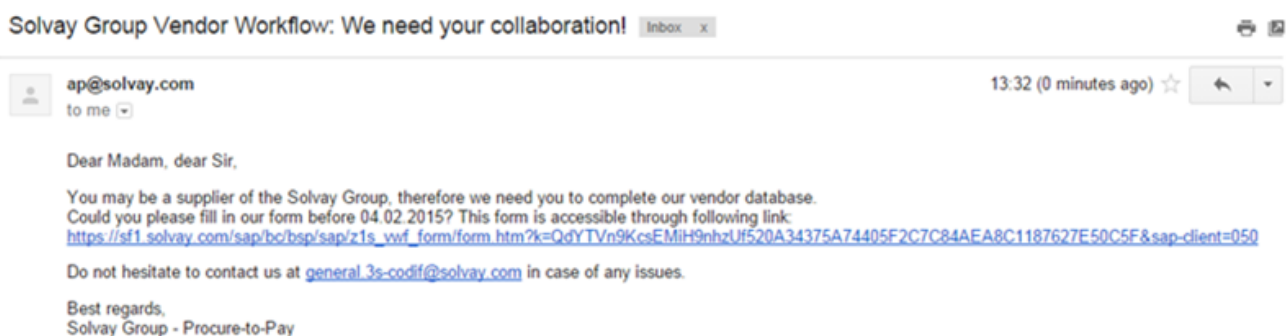 Solvay Group Vendor Workflow: We need your collaboration! Inbox x
ap@solvay.com 13:32 (0 minutes ago)
to me
Dear Madam, dear Sir,
You may be a supplier of the Solvay Group, therefore we need you to complete our vendor database.
Could you please fill in our form before 04.02.2015? This form is accessible through following link:
https://sf1.solvay.com/sap/bc/bsp/sap/z1s_vwf_form/form.htm?k=QdYTVn9KcsEMiH9nhzUf520A34375A74405F2C7C84AEA8C1187627E50C5F&sap-client=050
Do not hesitate to contact us at general.3s-codif@solvay.com in case of any issues.
Best regards,
Solvay Group - Procure-to-Pay